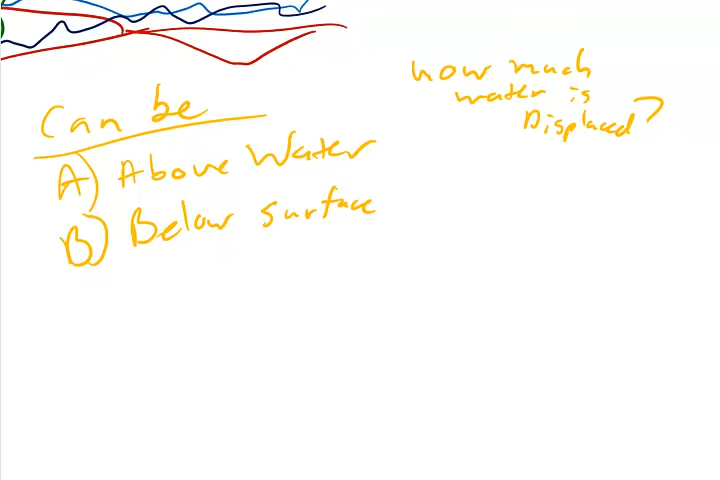 Can be
A) Above Water
B) Below surface
how much
water is
Displaced?